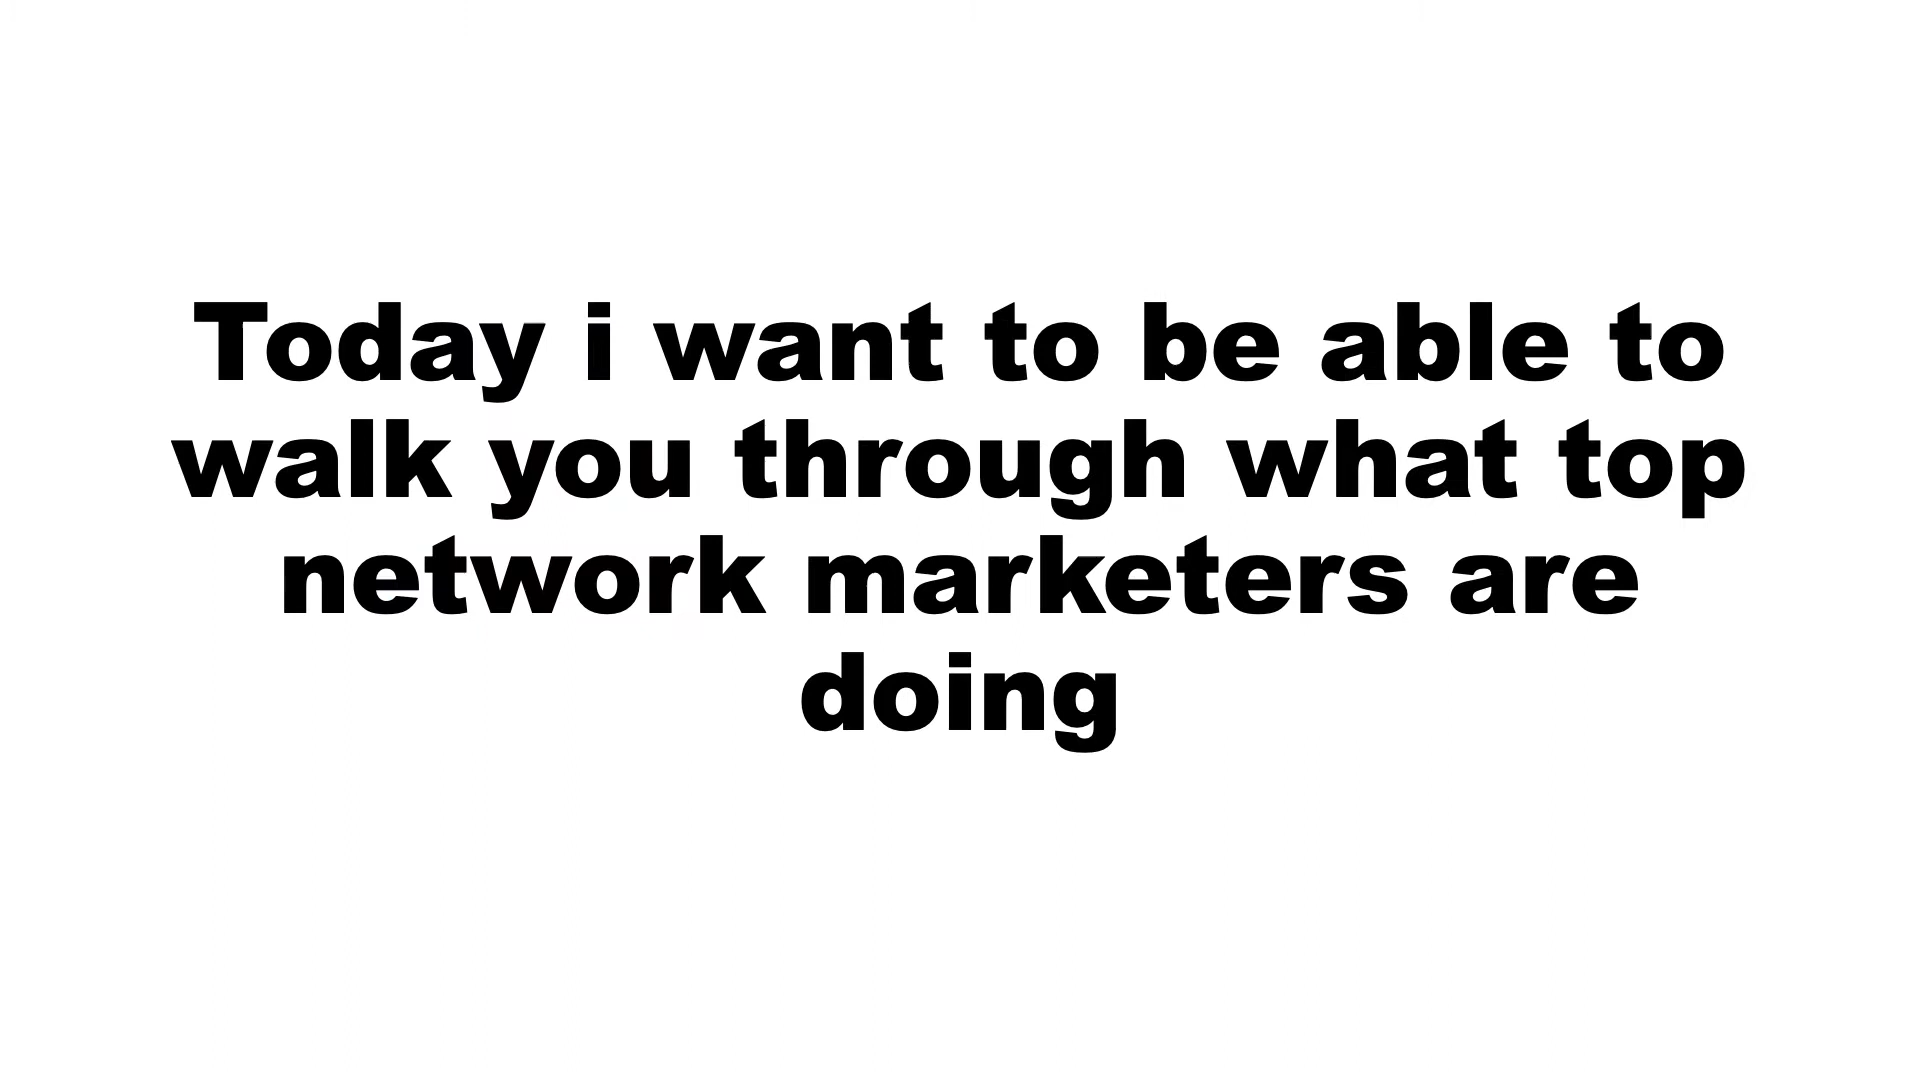 Today i want to be able to
walk you through what top
network marketers are
doing